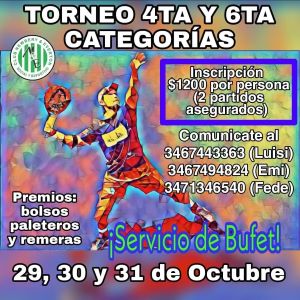 TORNEO 4TA Y 6TA
CATEGORÍAS
Inscripción
$1200 por persona
(2 partidos
asegurados)
Comunicate al
3467443363 (Luisi)
3467494824 (Emi)
3471346540 (Fede)
Premios:
bolsos
paleteros
y remeras
¡Servicio de Bufet!
29, 30 y 31 de Octubre